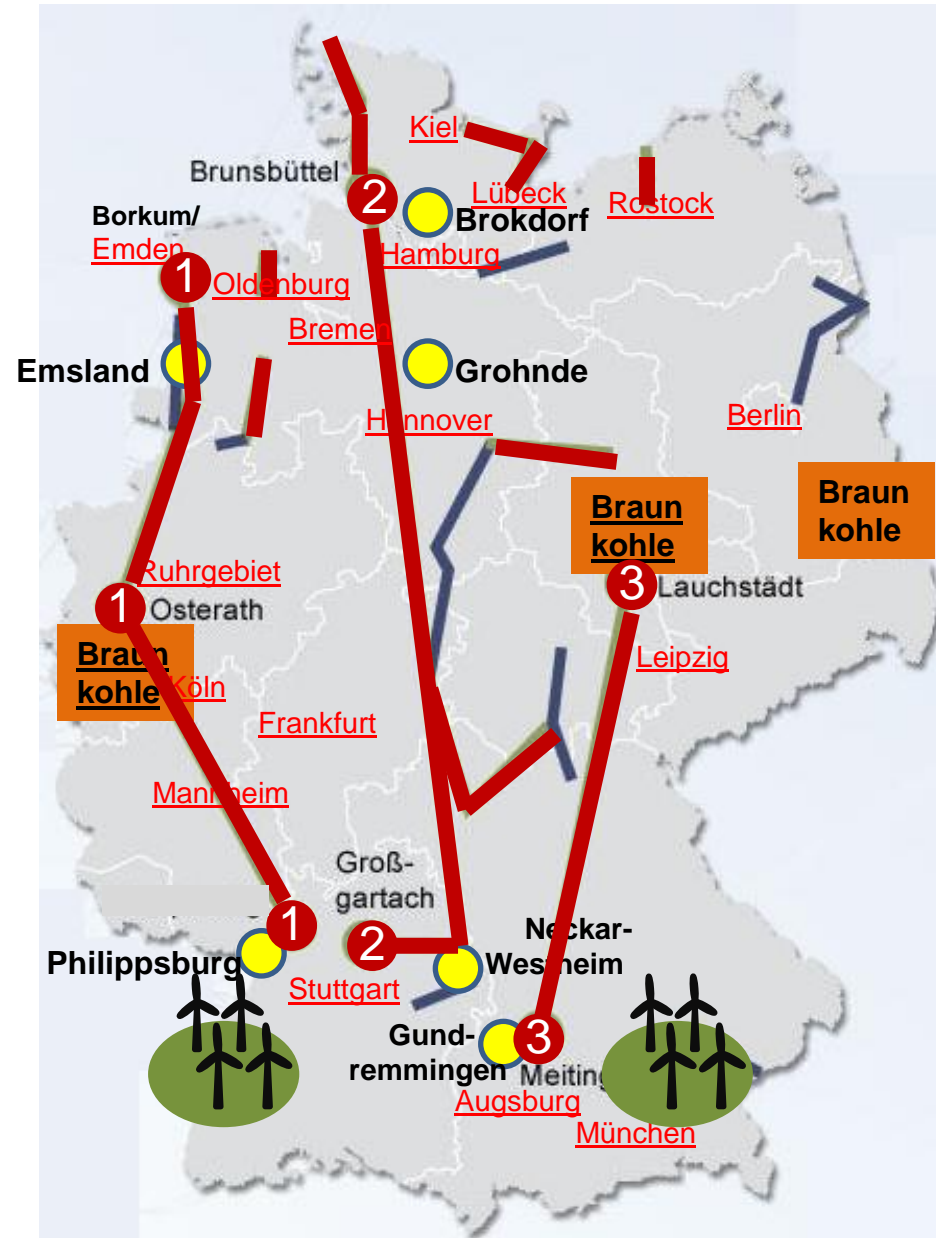 Kiel
Brunsbüttel
2
Lübeck
Rostock
Borkum/
Brokdorf
Emden
Hamburg
1
Oldenburg
Bremen
Emsland
Grohnde
Hannover
Berlin
Braun
kohle
Braun
kohle
Ruhrgebiet
3
Lauchstädt
1
Osterath
Braun
kohle
Leipzig
Köln
Frankfurt
Mannheim
Groß-
gartach
1
2
Neckar-
Westheim
Philippsburg
Stuttgart
Gund-
remmingen
3
Augsburg
München